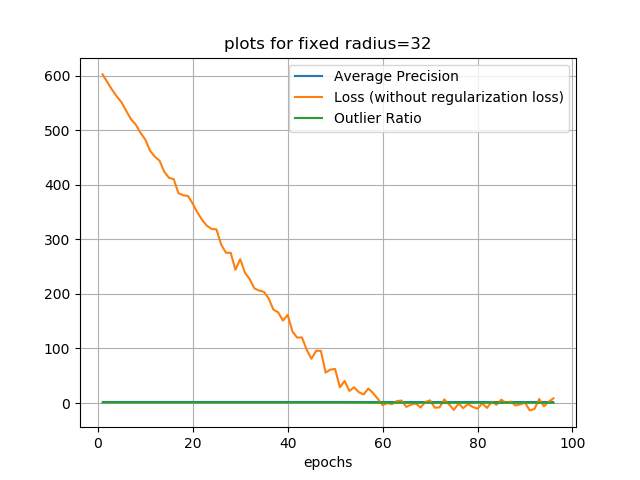 plots for fixed radius=32
Average Precision
Loss (without regularization loss)
Outlier Ratio
600
500
400
300
200
100
0
0 20 40 60 80 100
epochs